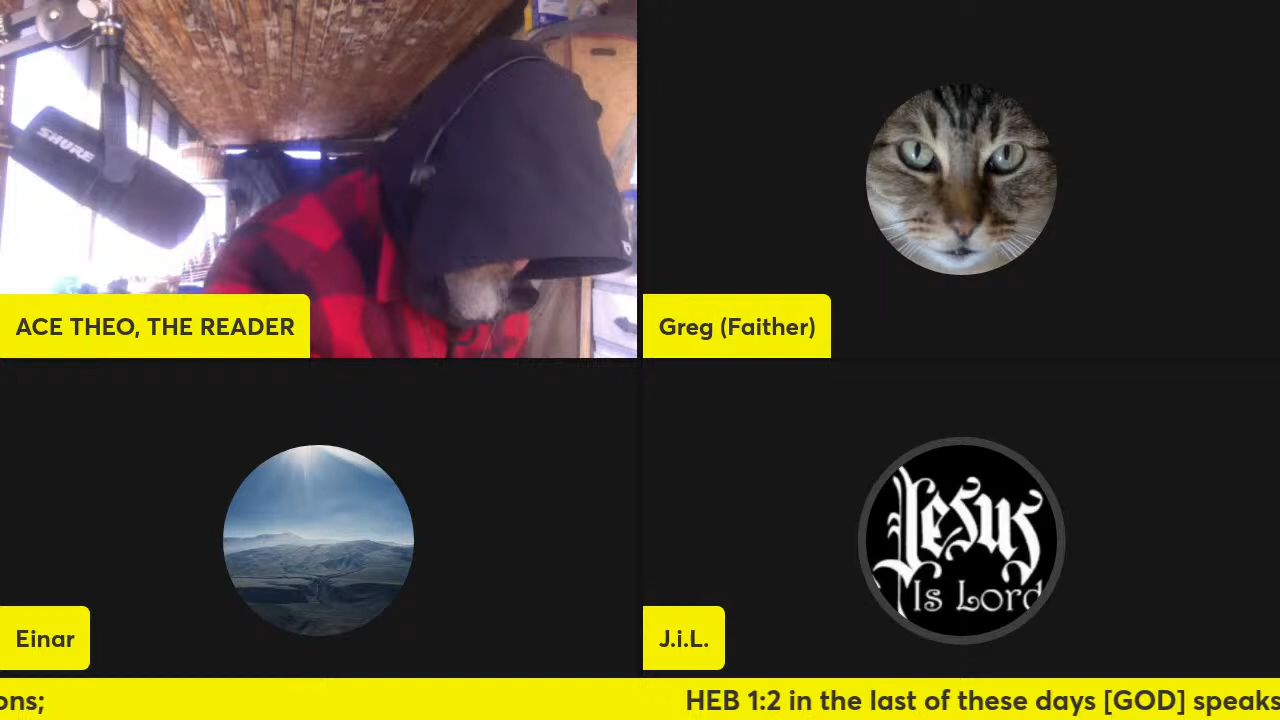 SHURE
ACE THEO, THE READER
Greg (Faither)
Jesus
Is Lord
Einar
J.i.L.
ons;
HEB 1:2 in the last of these days [GOD] speaks